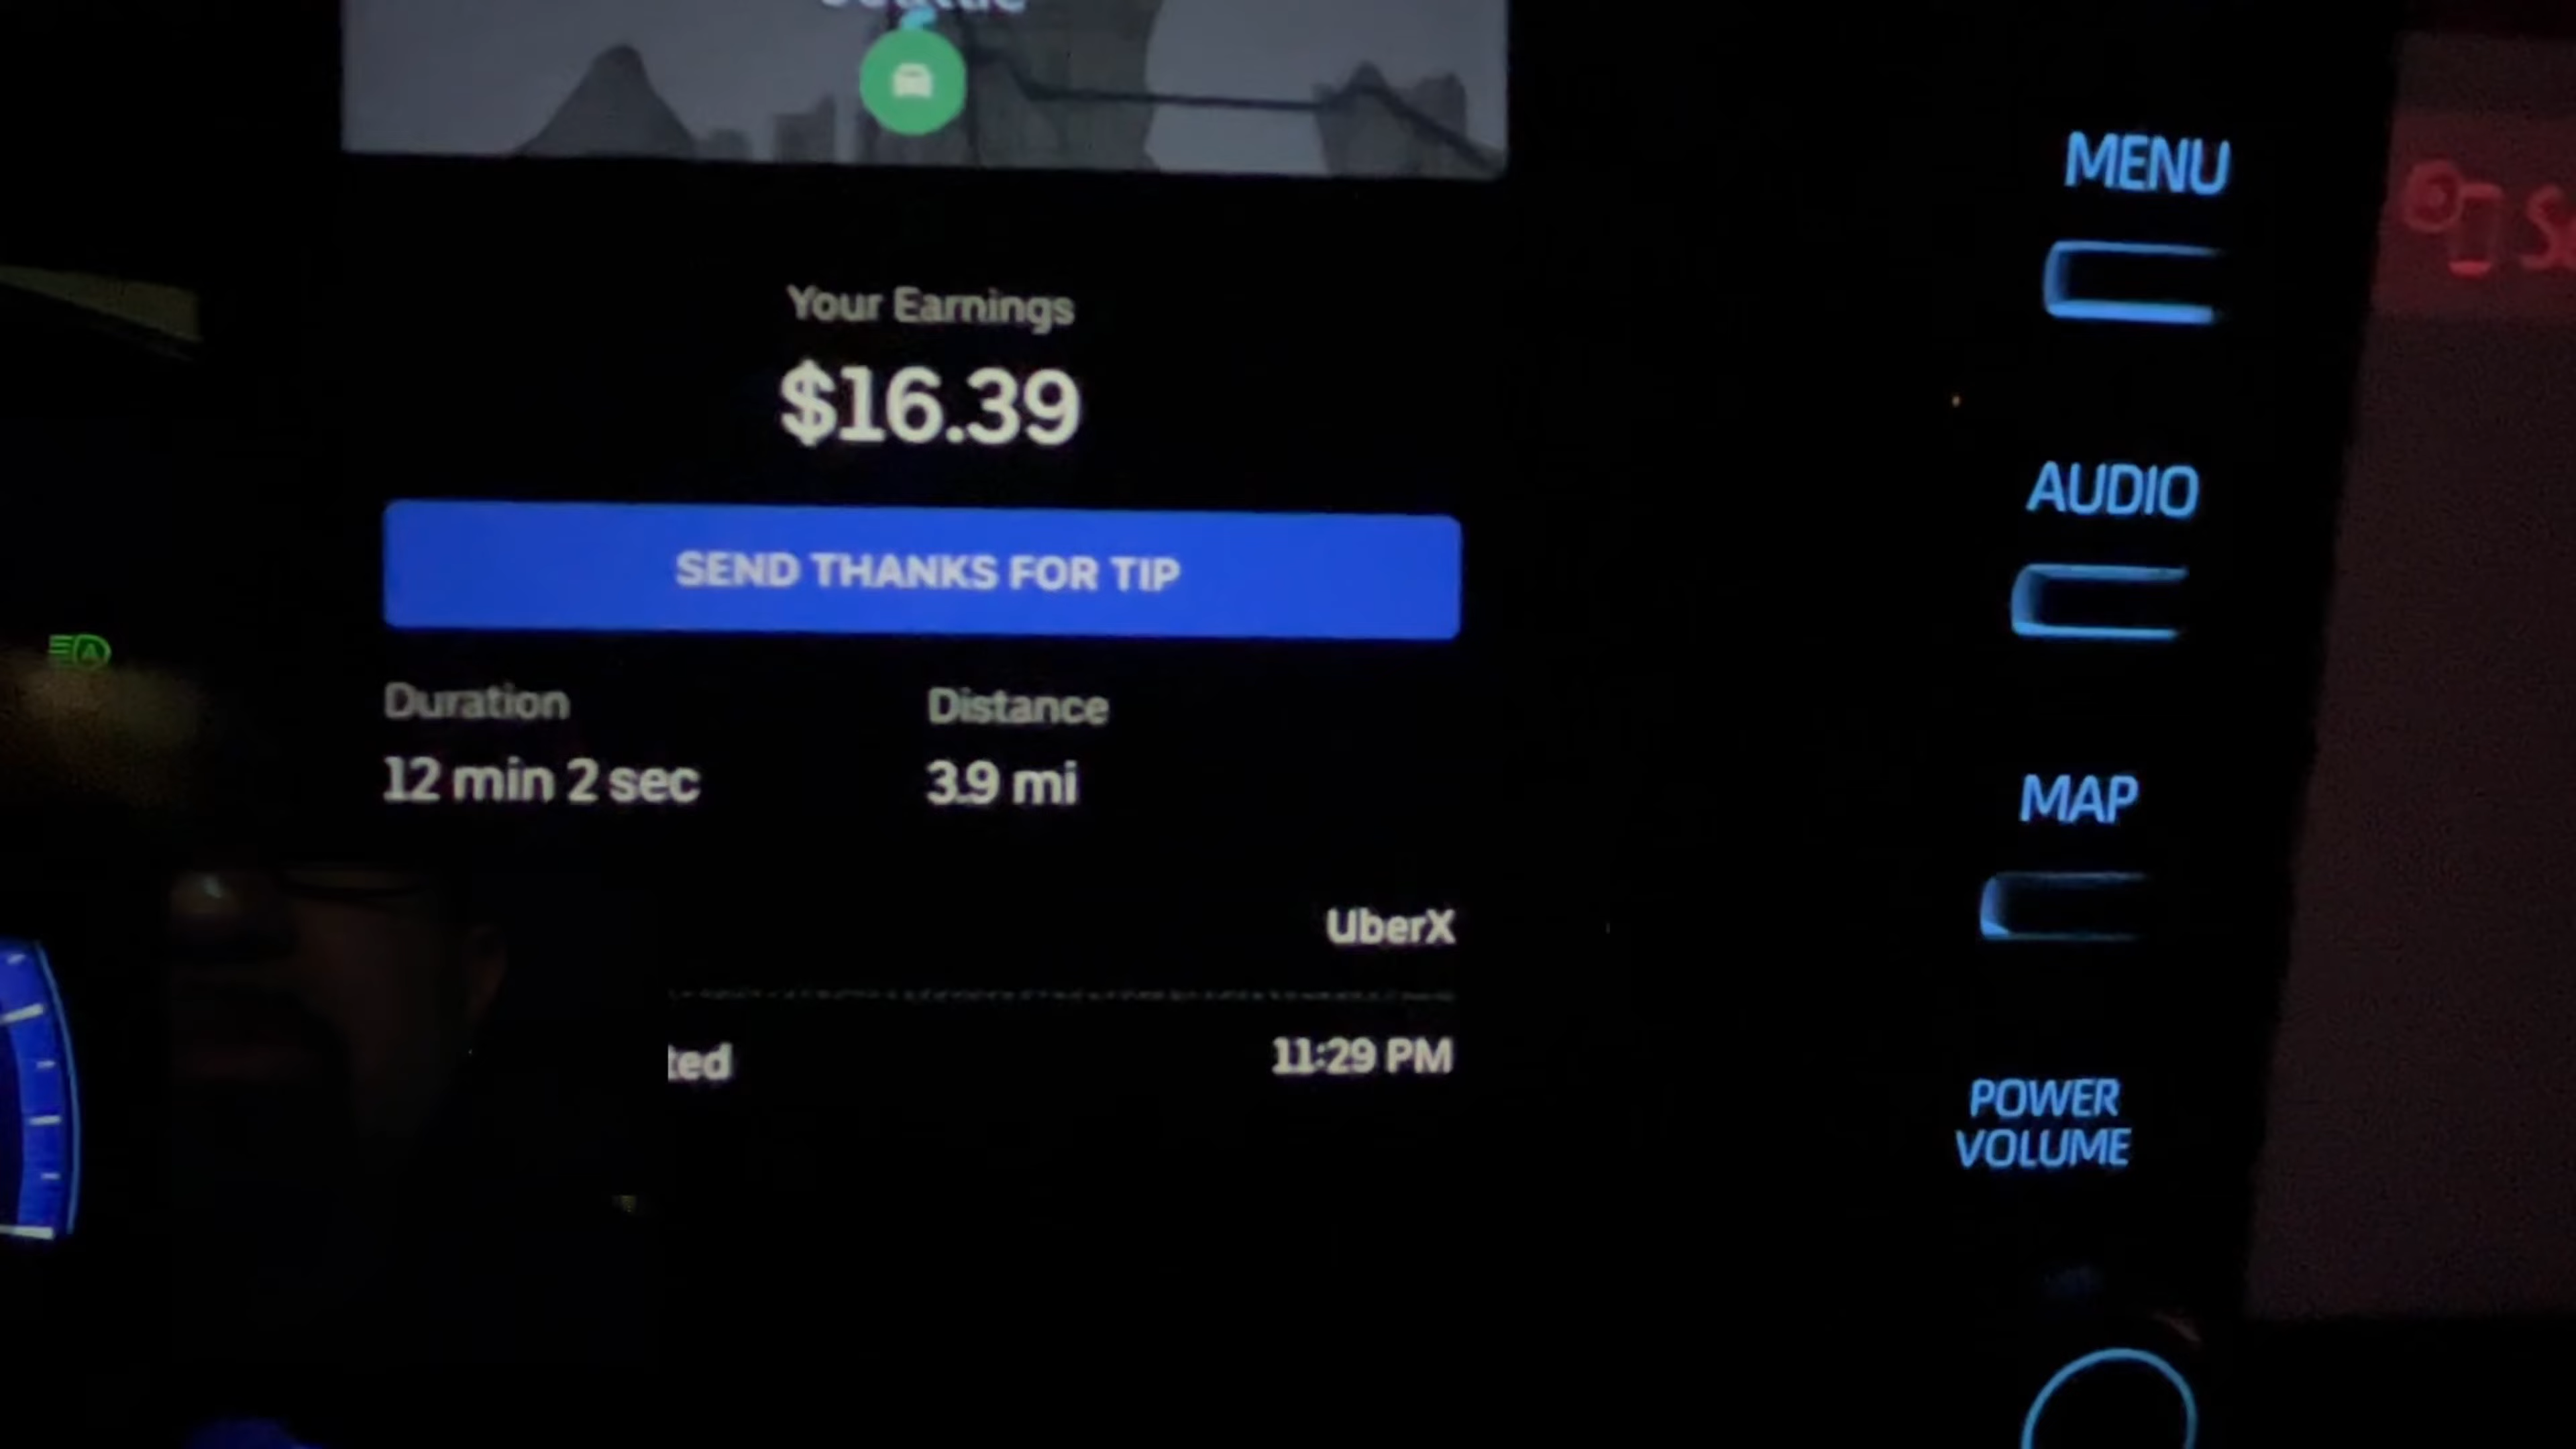 Your Earnings
$16.39
SEND THANKS FOR TIP
Duration
Distance
12 min 2 sec
3.9 mi
UberX
ted
11:29 PM
MENU
AUDIO
MAP
POWER
VOLUME